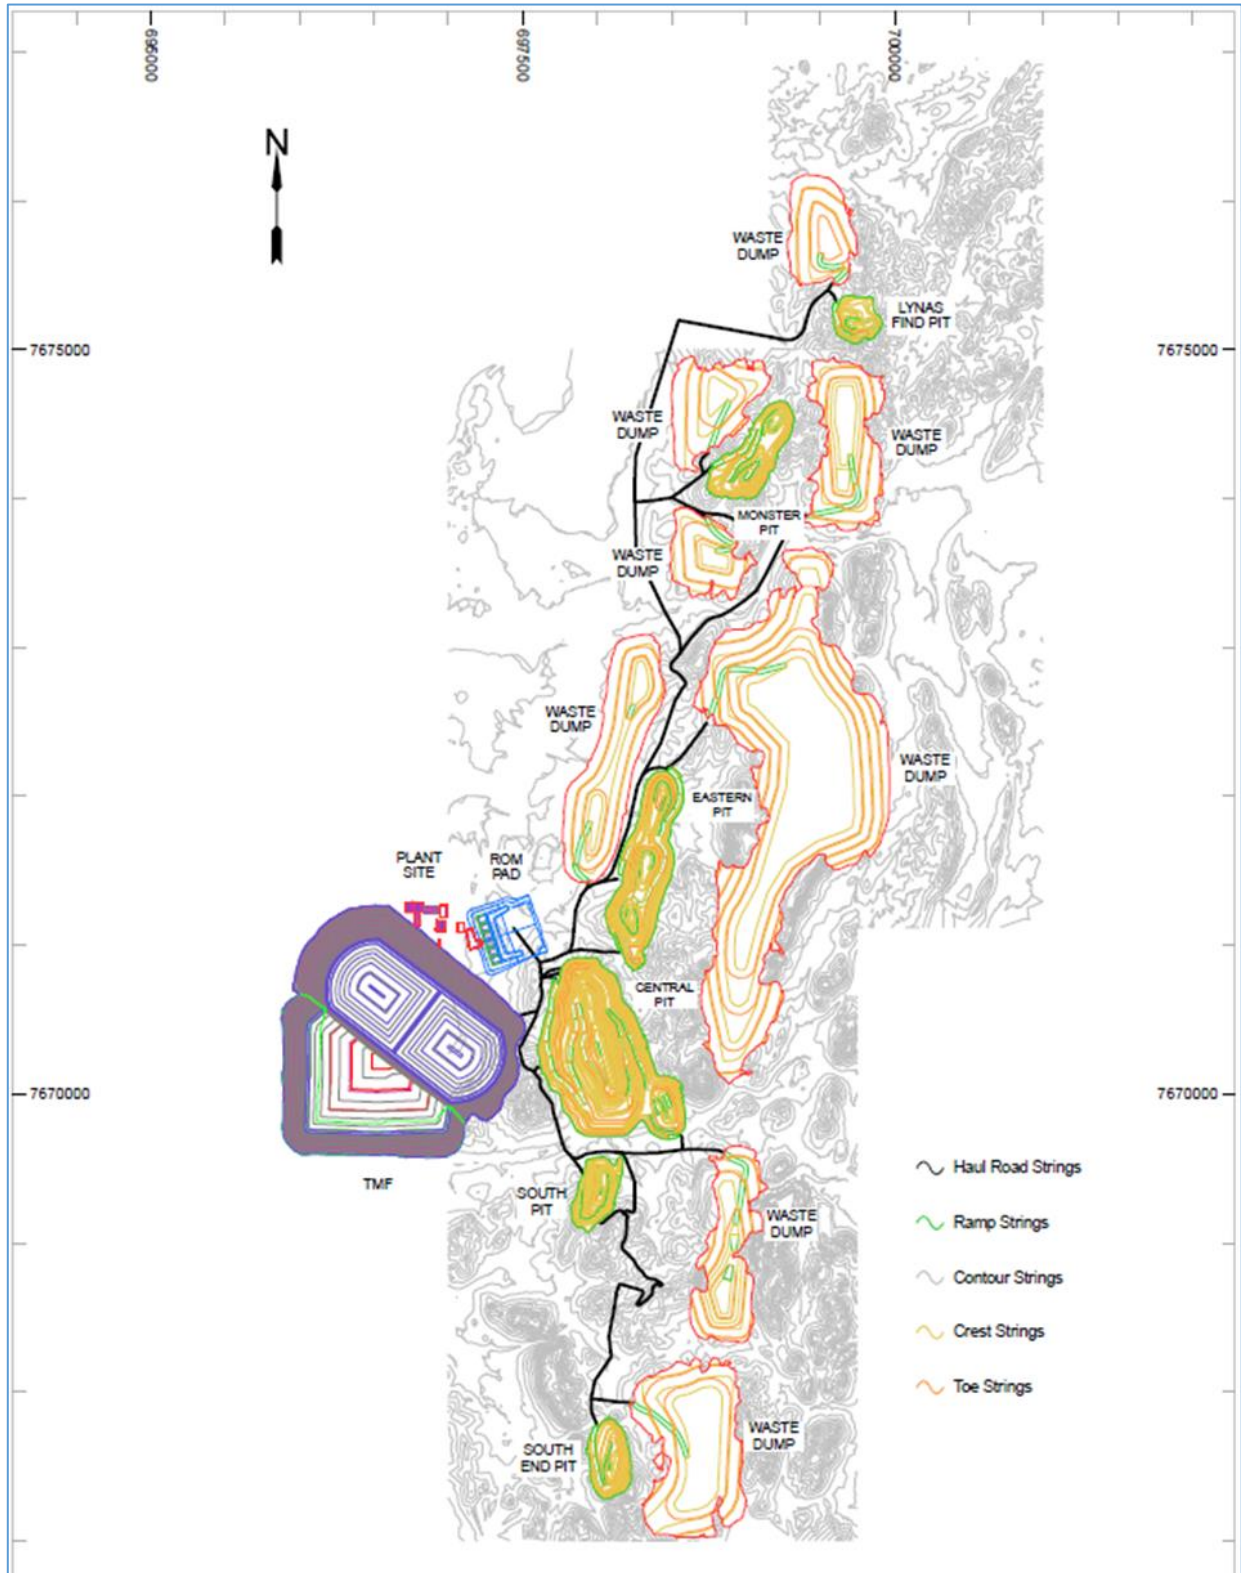 695000
697500
700000
N
WASTE
DUMP
LYNAS
FIND PIT
7675000
7675000
WASTE
DUMP
WASTE
DUMP
MONSTER
PIT
WASTE
DUMP
WASTE
DUMP
WASTE
DUMP
EASTERN
PIT
PLANT
SITE
ROM
PAD
CENTRAL
PIT
7670000
7670000
TMF
SOUTH
PIT
WASTE
DUMP
Haul Road Strings
Ramp Strings
Contour Strings
Crest Strings
Toe Strings
SOUTH
END PIT
WASTE
DUMP